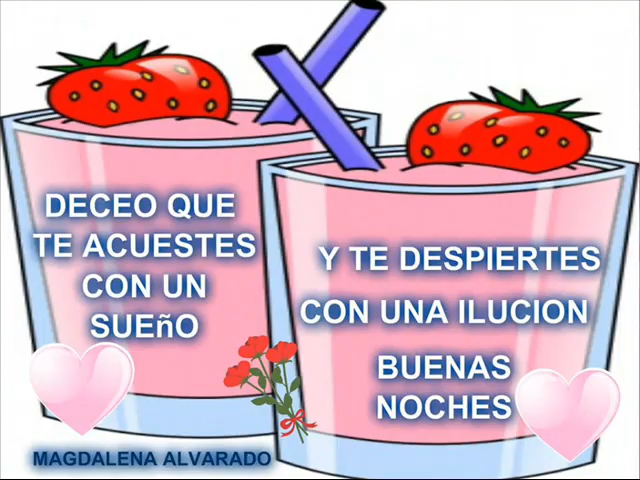 DECEO QUE
TE ACUESTES
CON UN
SUEñO
Y TE DESPIERTES
CON UNA ILUCION
BUENAS
NOCHES
MAGDALENA ALVARADO